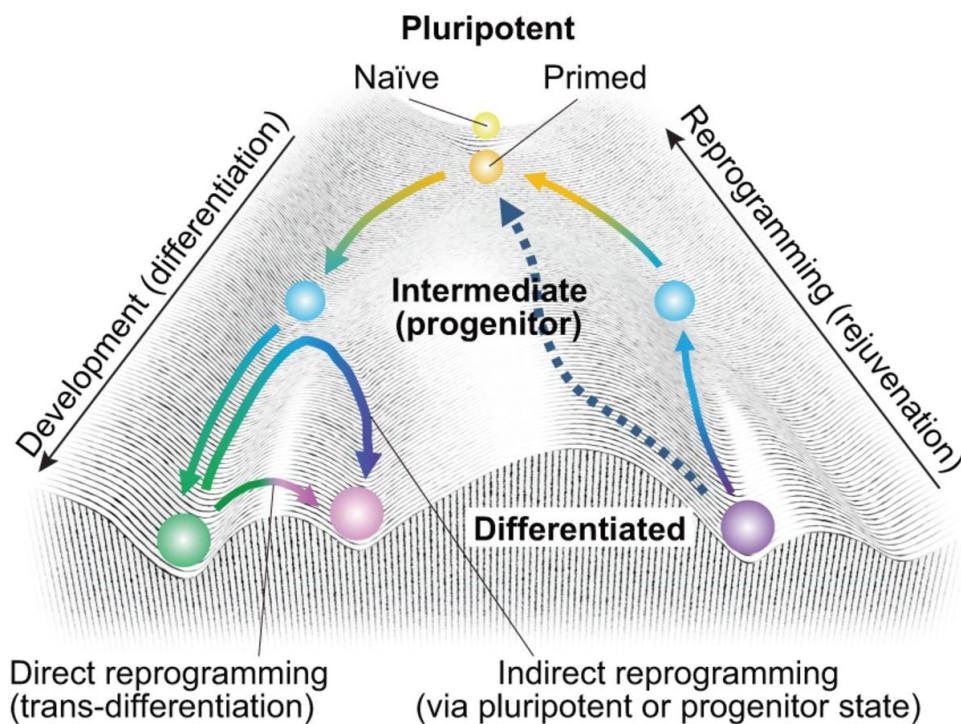 Pluripotent
Naïve
Primed
Development (differentiation)
Reprogramming (rejuvenation)
Intermediate
(progenitor)
Differentiated
Direct reprogramming
(trans-differentiation)
Indirect reprogramming
(via pluripotent or progenitor state)